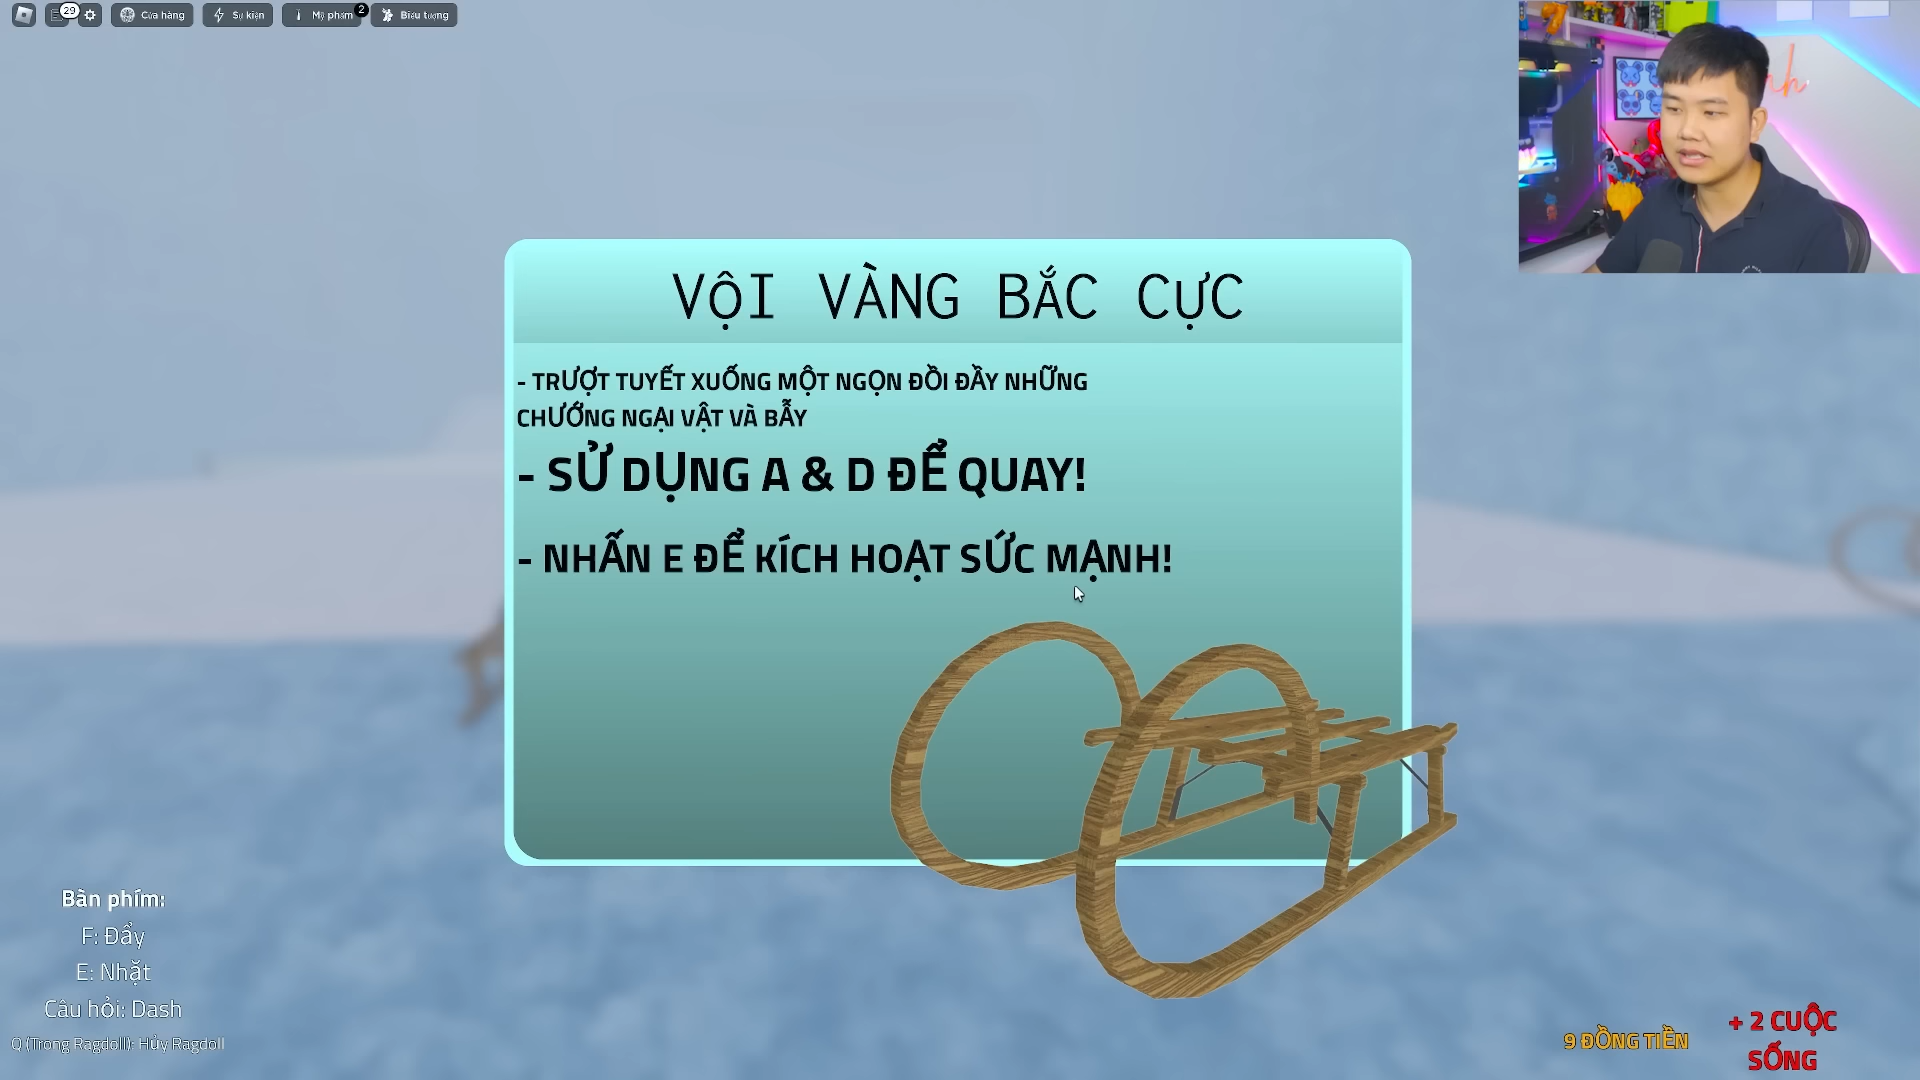 29
Cửa hàng
Sự kiện
Mỹ phẩm
2
Biểu tượng
VỘI VÀNG BẮC CỰC
- TRƯỢT TUYẾT XUỐNG MỘT NGỌN ĐỒI ĐẦY NHỮNG
CHƯỚNG NGẠI VẬT VÀ BẪY
- SỬ DỤNG A & D ĐỂ QUAY!
- NHẤN E ĐỂ KÍCH HOẠT SỨC MẠNH!
Bàn phím:
F: Đẩy
E: Nhặt
Câu hỏi: Dash
Q (Trong Ragdoll): Hủy Ragdoll
9 ĐỒNG TIỀN
+ 2 CUỘC
SỐNG